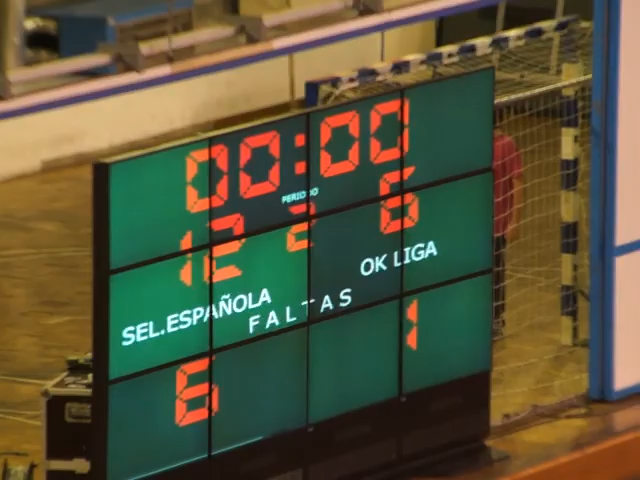 00:00
PERIODO
12 2 6
SEL.ESPAÑOLA OK LIGA
FALTAS
6 1